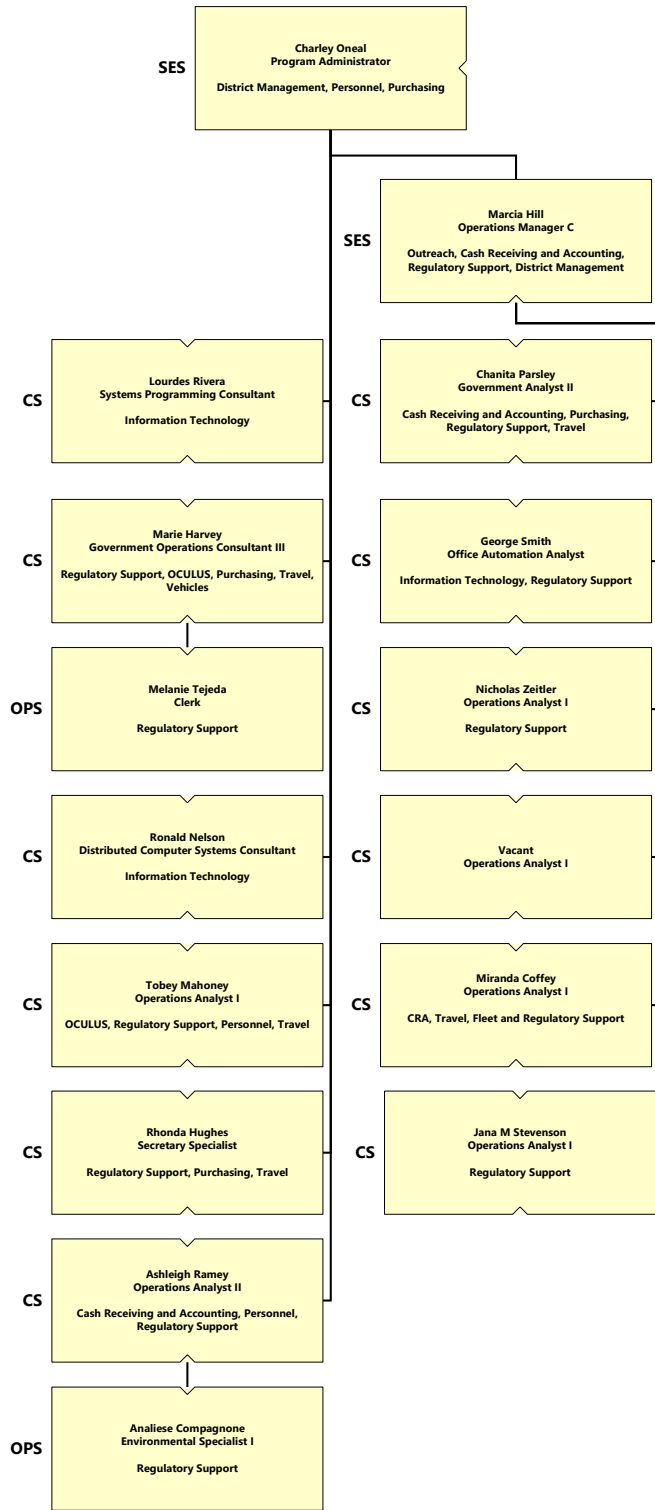 SES
Charley Oneal
Program Administrator
District Management, Personnel, Purchasing
SES
Marcia Hill
Operations Manager C
Outreach, Cash Receiving and Accounting,
Regulatory Support, District Management
CS
Lourdes Rivera
Systems Programming Consultant
Information Technology
CS
Chanita Parsley
Government Analyst II
Cash Receiving and Accounting, Purchasing,
Regulatory Support, Travel
CS
Marie Harvey
Government Operations Consultant III
Regulatory Support, OCULUS, Purchasing, Travel,
Vehicles
CS
George Smith
Office Automation Analyst
Information Technology, Regulatory Support
OPS
Melanie Tejeda
Clerk
Regulatory Support
CS
Nicholas Zeitler
Operations Analyst I
Regulatory Support
CS
Ronald Nelson
Distributed Computer Systems Consultant
Information Technology
CS
Vacant
Operations Analyst I
CS
Tobey Mahoney
Operations Analyst I
OCULUS, Regulatory Support, Personnel, Travel
CS
Miranda Coffey
Operations Analyst I
CRA, Travel, Fleet and Regulatory Support
CS
Rhonda Hughes
Secretary Specialist
Regulatory Support, Purchasing, Travel
CS
Jana M Stevenson
Operations Analyst I
Regulatory Support
CS
Ashleigh Ramey
Operations Analyst II
Cash Receiving and Accounting, Personnel,
Regulatory Support
OPS
Analiese Compagnone
Environmental Specialist I
Regulatory Support